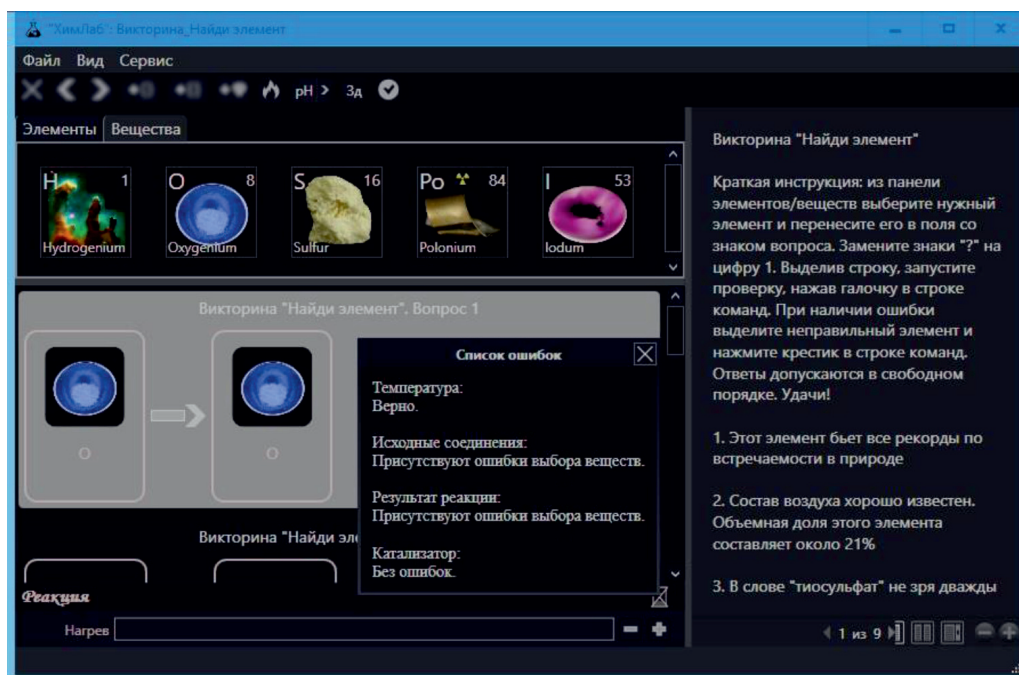 "ХимЛаб": Викторина_Найди элемент
Файл Вид Сервис
pH > 3д
Элементы Вещества
H 1
Hydrogenium
O 8
Oxygenium
S 16
Sulfur
Po 84
Polonium
I 53
Iodum
Викторина "Найди элемент". Вопрос 1
O
O
Список ошибок
Температура:
Верно.
Исходные соединения:
Присутствуют ошибки выбора веществ.
Результат реакции:
Присутствуют ошибки выбора веществ.
Катализатор:
Без ошибок.
Викторина "Найди эле
Реакция
Нагрев
Викторина "Найди элемент"
Краткая инструкция: из панели
элементов/веществ выберите нужный
элемент и перенесите его в поля со
знаком вопроса. Замените знаки "?" на
цифру 1. Выделив строку, запустите
проверку, нажав галочку в строке
команд. При наличии ошибки
выделите неправильный элемент и
нажмите крестик в строке команд.
Ответы допускаются в свободном
порядке. Удачи!
1. Этот элемент бьет все рекорды по
встречаемости в природе
2. Состав воздуха хорошо известен.
Объемная доля этого элемента
составляет около 21%
3. В слове "тиосульфат" не зря дважды
1 из 9